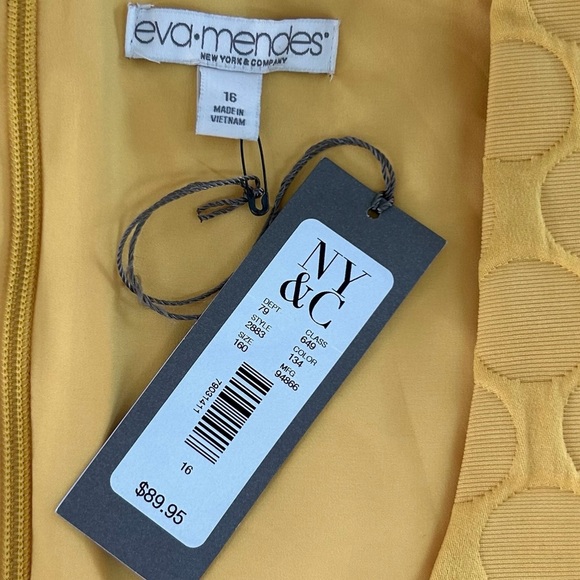 eva•mendes
NEW YORK & COMPANY
16
MADE IN
VIETNAM
NY
&C
DEPT CLASS
79 649
STYLE COLOR
2883 134
SIZE MFG
160 94866
79031411
16
$89.95